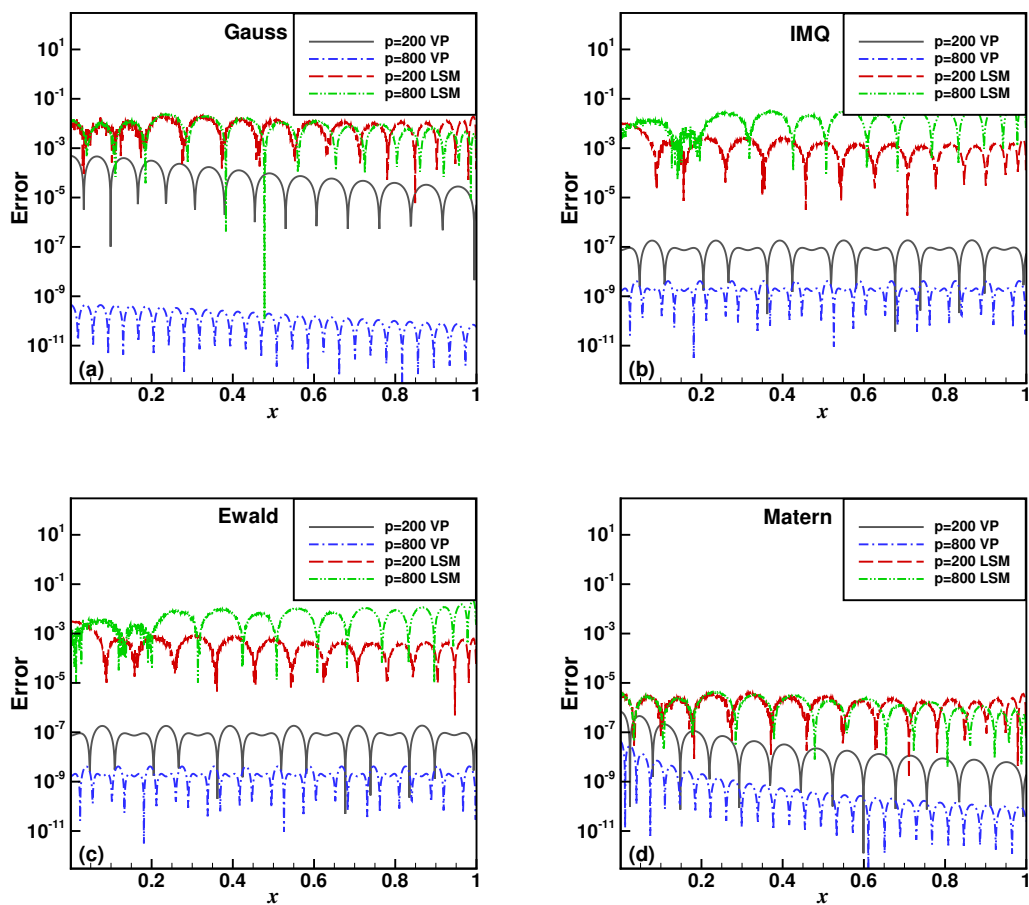 Gauss
p=200 VP
p=800 VP
p=200 LSM
p=800 LSM
10^1
10^-1
10^-3
10^-5
10^-7
10^-9
10^-11
Error
(a)
0.2 0.4 0.6 0.8 1
x
IMQ
p=200 VP
p=800 VP
p=200 LSM
p=800 LSM
10^1
10^-1
10^-3
10^-5
10^-7
10^-9
10^-11
Error
(b)
0.2 0.4 0.6 0.8 1
x
Ewald
p=200 VP
p=800 VP
p=200 LSM
p=800 LSM
10^1
10^-1
10^-3
10^-5
10^-7
10^-9
10^-11
Error
(c)
0.2 0.4 0.6 0.8 1
x
Matern
p=200 VP
p=800 VP
p=200 LSM
p=800 LSM
10^1
10^-1
10^-3
10^-5
10^-7
10^-9
10^-11
Error
(d)
0.2 0.4 0.6 0.8 1
x